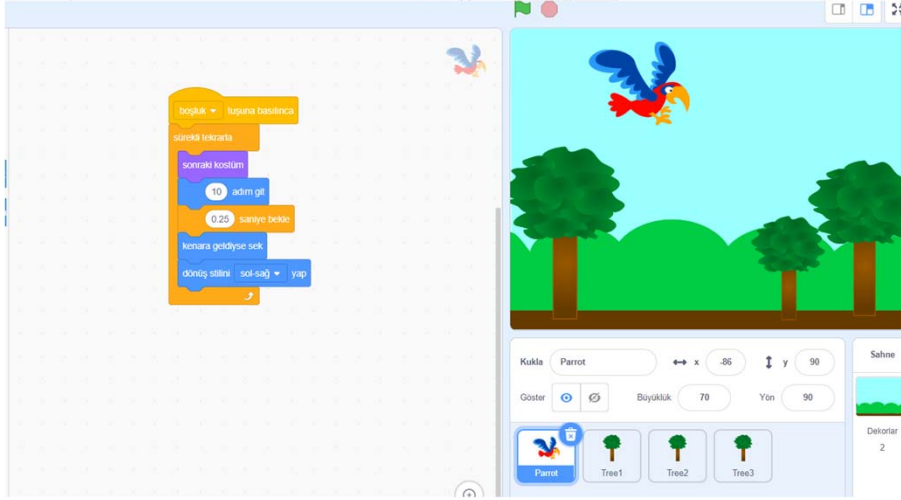 boşluk tuşuna basılınca
sürekli tekrarla
sonraki kostüm
10 adım git
0.25 saniye bekle
kenara geldiyse sek
dönüş stilini sol-sağ yap
Kukla Parrot x -86 y 90
Göster Büyüklük 70 Yön 90
Parrot Tree1 Tree2 Tree3
Sahne
Dekorlar
2